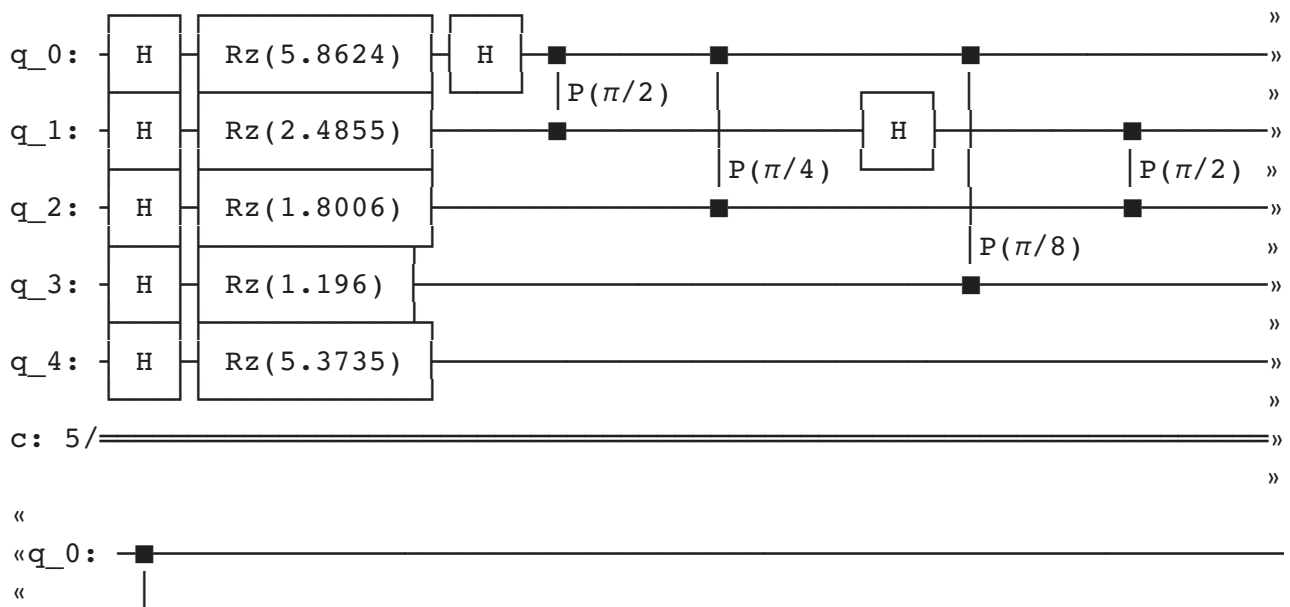 »
q_0: H Rz(5.8624) H »
P(π/2) »
q_1: H Rz(2.4855) H »
P(π/4) P(π/2) »
q_2: H Rz(1.8006) »
P(π/8) »
q_3: H Rz(1.196) »
»
q_4: H Rz(5.3735) »
»
c: 5/ »
»
«
«q_0:
«